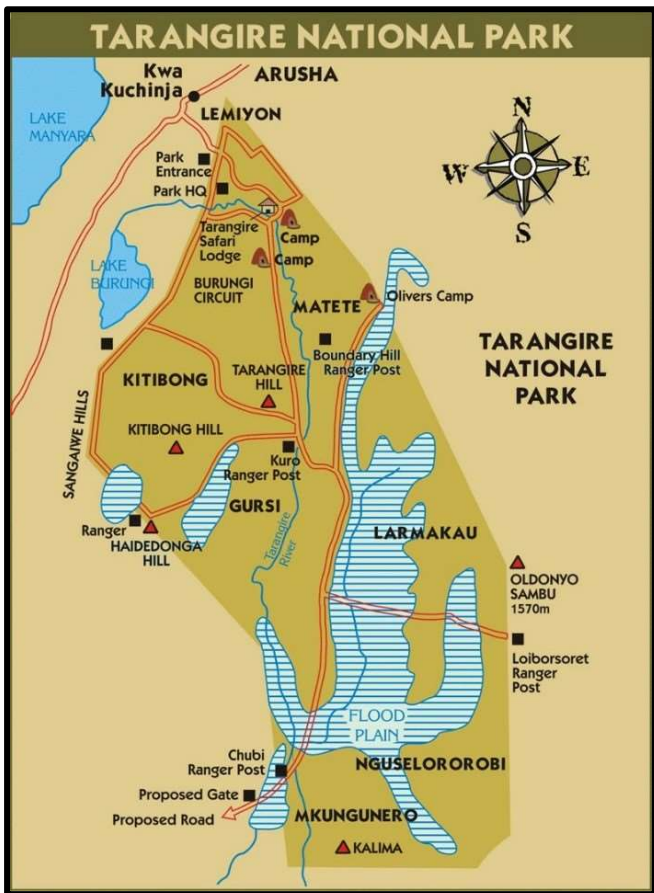 TARANGIRE NATIONAL PARK
Kwa
Kuchinja
ARUSHA
LAKE
MANYARA
LEMIYON
Park
Entrance
Park HQ
N
W
E
S
Tarangire
Safari
Lodge
Camp
Camp
LAKE
BURUNGI
BURUNGI
CIRCUIT
MATETE
Olivers Camp
Boundary Hill
Ranger Post
TARANGIRE
NATIONAL
PARK
KITIBONG
TARANGIRE
HILL
SANGAIWE HILLS
KITIBONG HILL
Kuro
Ranger Post
GURSI
Ranger
HAIDEDONGA
HILL
Tarangire
River
LARMAKAU
OLDONYO
SAMBU
1570m
Loiborsoret
Ranger
Post
FLOOD
PLAIN
Chubi
Ranger Post
NGUSELOROROBI
Proposed Gate
Proposed Road
MKUNGUNERO
KALIMA